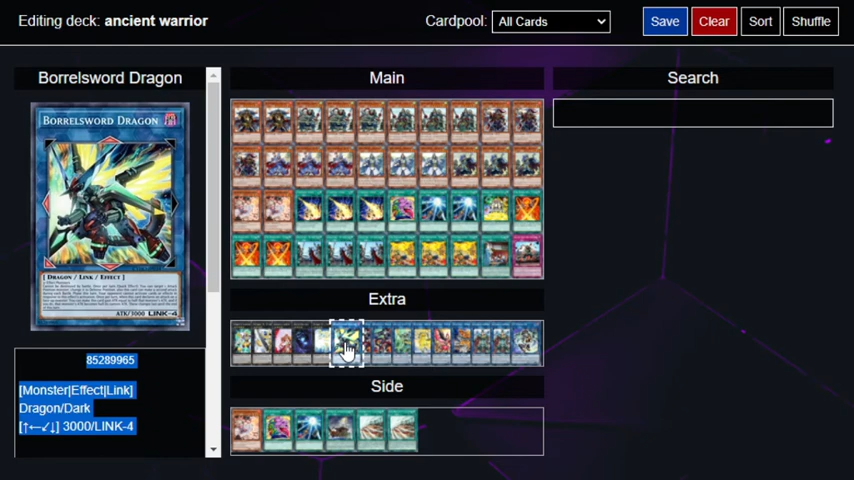 Editing deck: ancient warrior
Cardpool: All Cards
Save
Clear
Sort
Shuffle
Borrelsword Dragon
BORRELSWORD DRAGON
[ DRAGON / LINK / EFFECT ]
ATK/3000 LINK-4
85289965
[Monster|Effect|Link]
Dragon/Dark
[↑←↙↓] 3000/LINK-4
Main
Extra
Side
Search